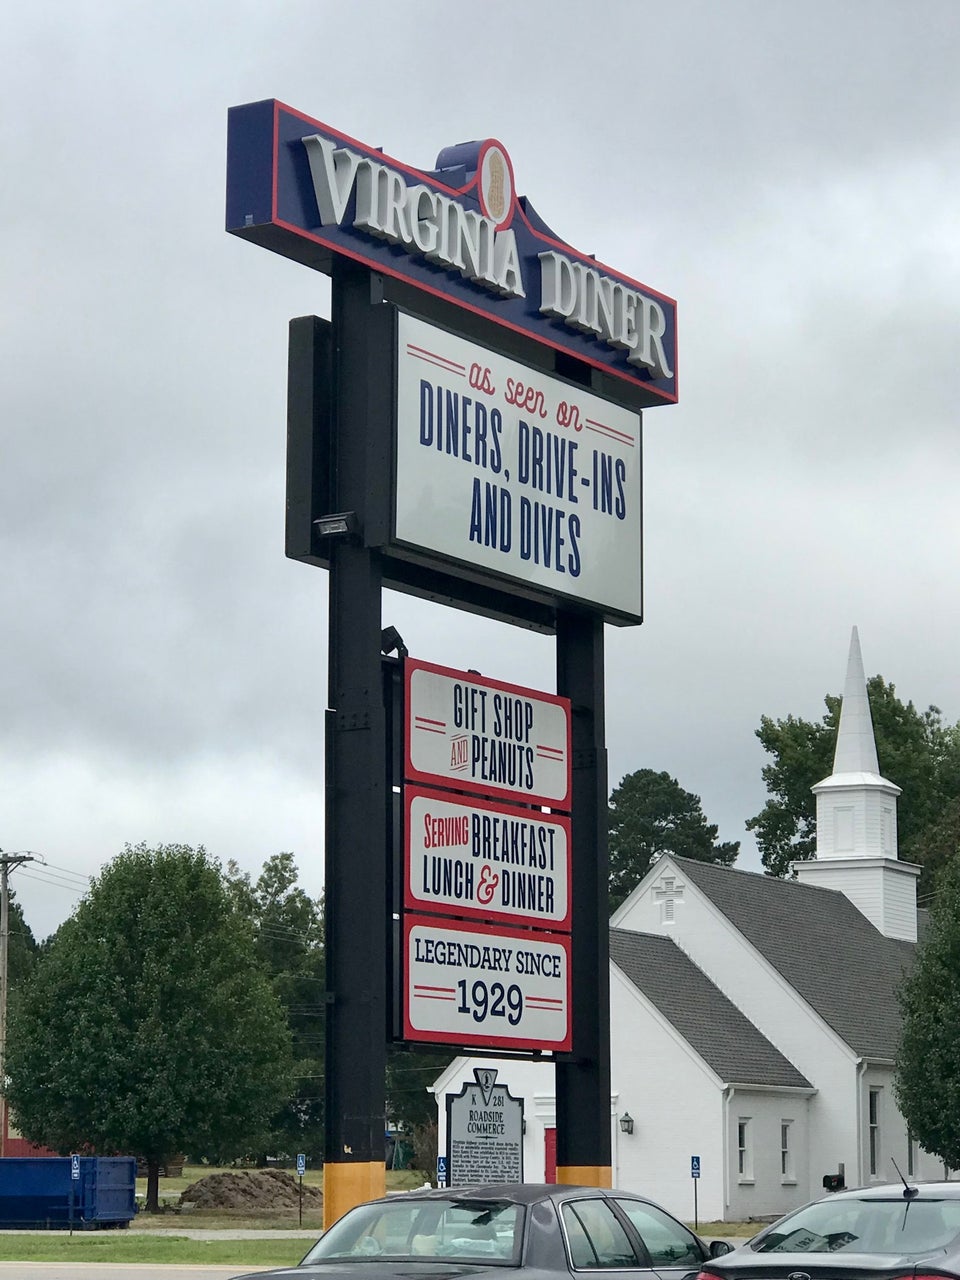 VIRGINIA DINER
as seen on
DINERS, DRIVE-INS
AND DIVES
GIFT SHOP
AND PEANUTS
SERVING BREAKFAST
LUNCH & DINNER
LEGENDARY SINCE
1929
K 281
ROADSIDE
COMMERCE